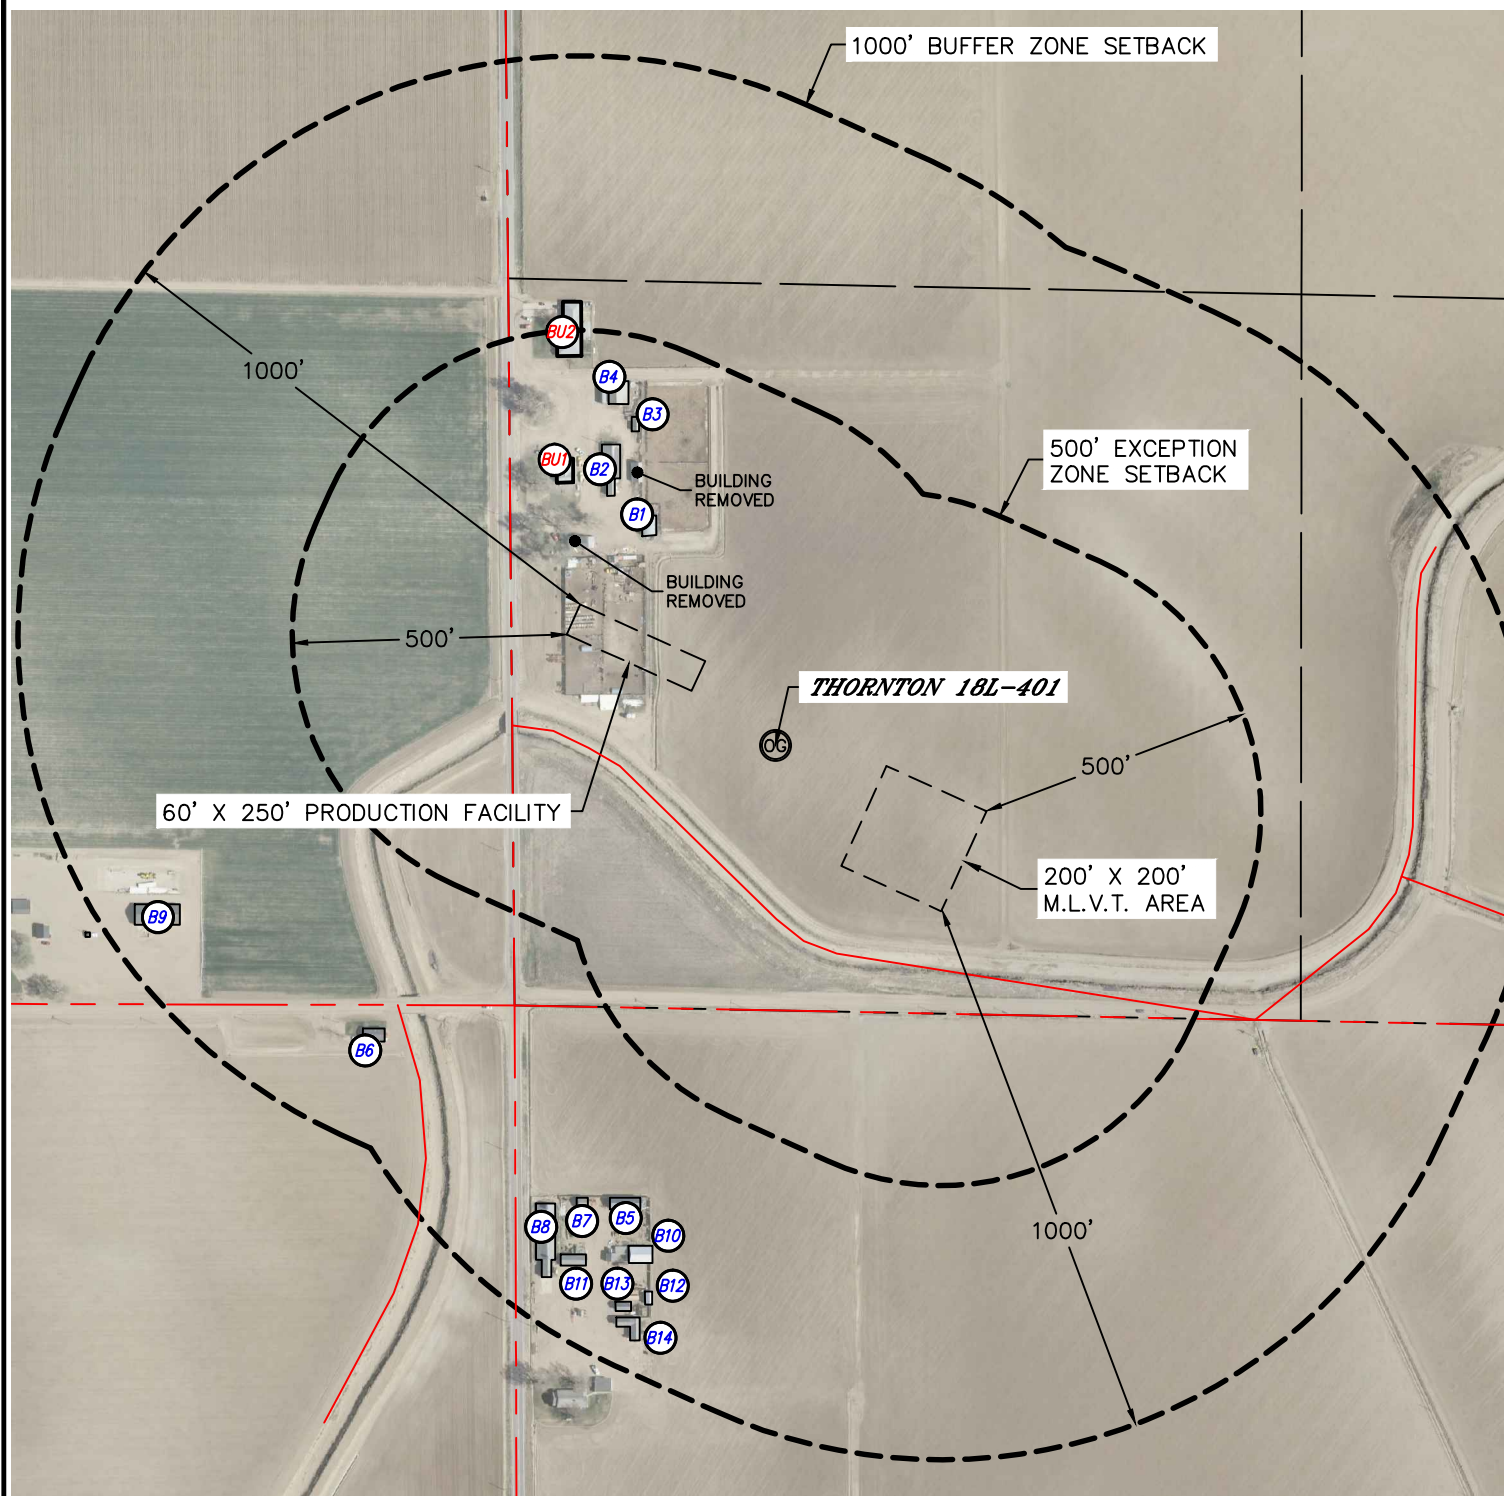 1000' BUFFER ZONE SETBACK
BU2
1000'
B4
B3
500' EXCEPTION
ZONE SETBACK
BU1
B2
BUILDING
REMOVED
B1
BUILDING
REMOVED
500'
THORNTON 18L-401
OG
500'
60' X 250' PRODUCTION FACILITY
200' X 200'
M.L.V.T. AREA
B9
B6
B8
B7
B5
B10
1000'
B11
B13
B12
B14